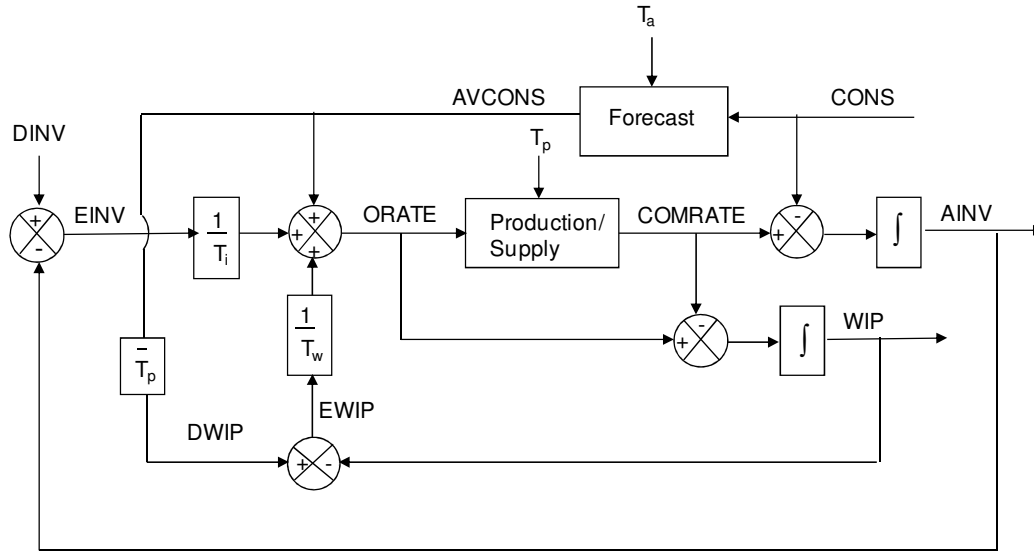 Tₐ
AVCONS
CONS
Forecast
DINV
Tₚ
+
-
EINV
1
Tᵢ
+
+
+
ORATE
Production/
Supply
COMRATE
-
+
∫
AINV
1
T_w
-
+
∫
WIP
T̄ₚ
EWIP
DWIP
+
-